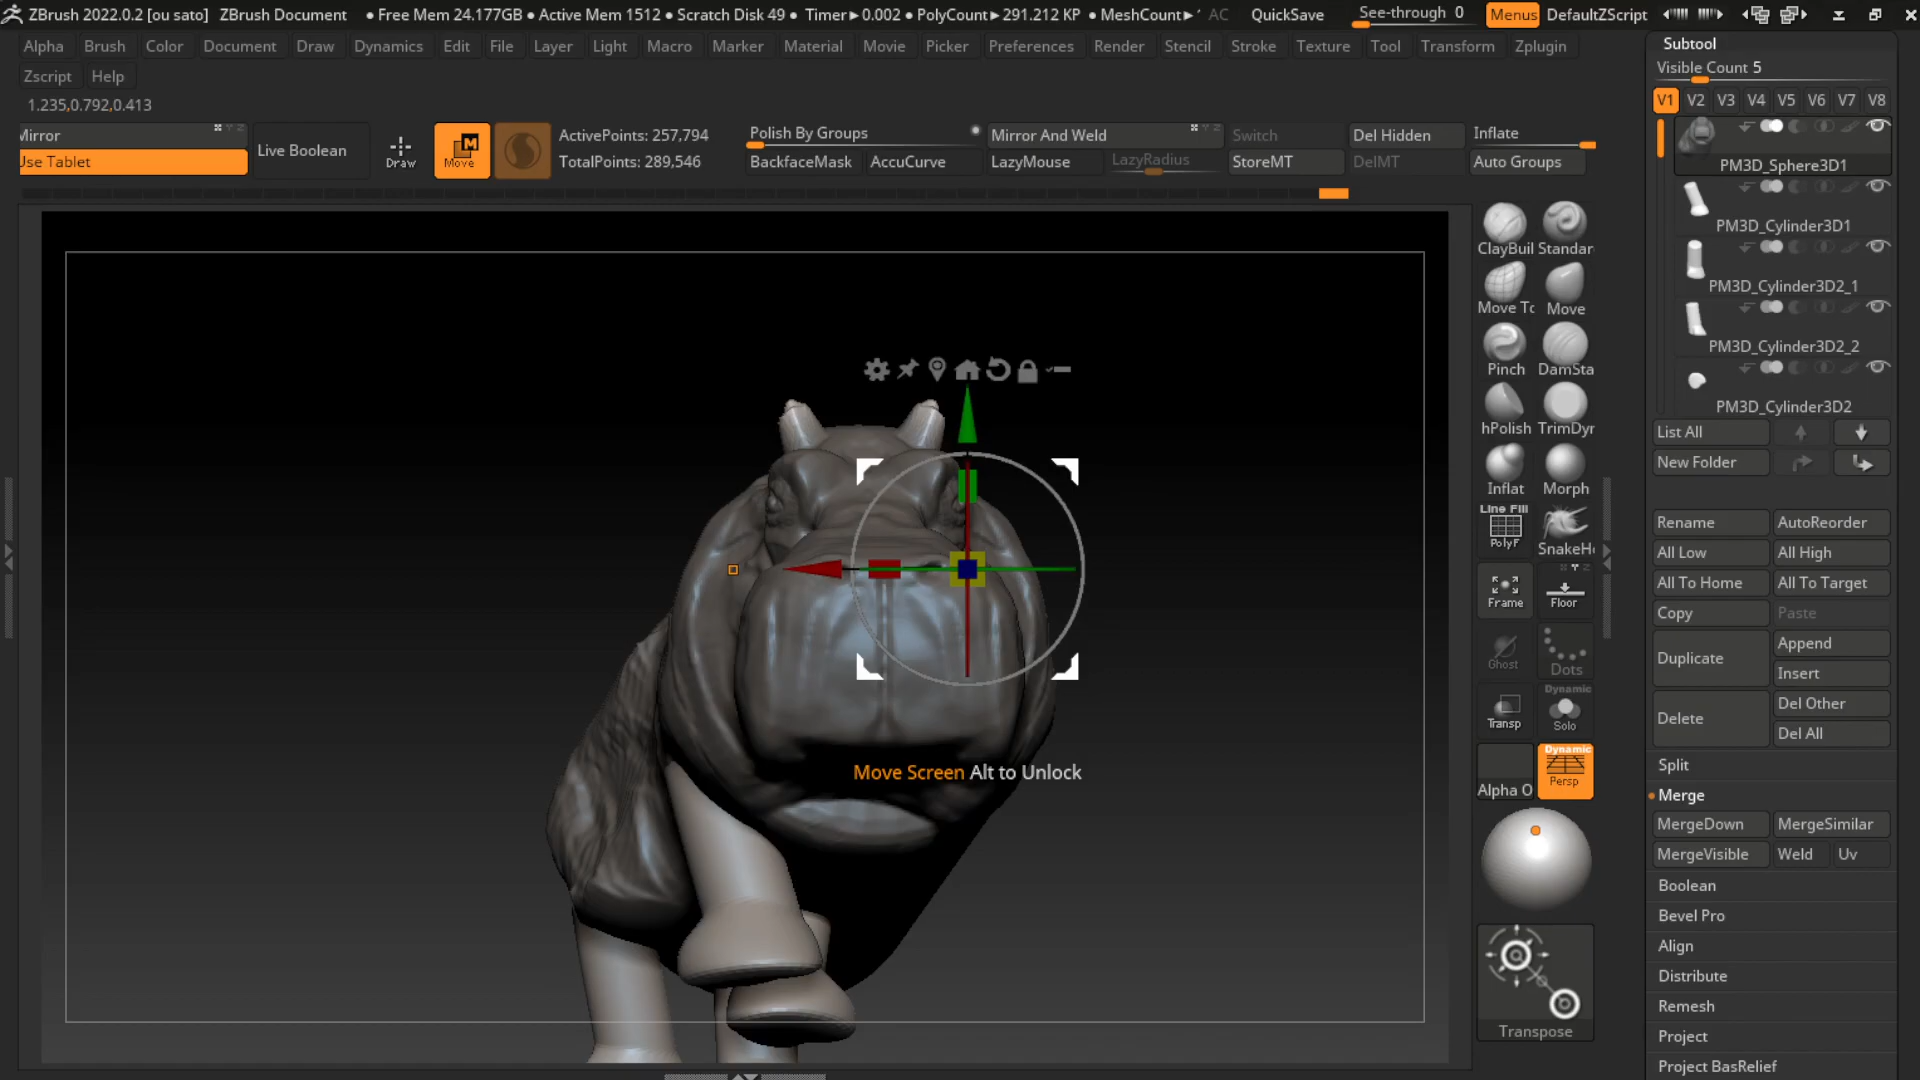 ZBrush 2022.0.2 [ou sato] ZBrush Document • Free Mem 24.177GB • Active Mem 1512 • Scratch Disk 49 • Timer▶0.002 • PolyCount▶291.212 KP • MeshCount▶' AC QuickSave See-through 0 Menus DefaultZScript
Alpha Brush Color Document Draw Dynamics Edit File Layer Light Macro Marker Material Movie Picker Preferences Render Stencil Stroke Texture Tool Transform Zplugin
Zscript Help
1.235,0.792,0.413
Mirror
Use Tablet
Live Boolean
Draw
Move
ActivePoints: 257,794
TotalPoints: 289,546
Polish By Groups
BackfaceMask AccuCurve
Mirror And Weld
LazyMouse LazyRadius
Switch
StoreMT
Del Hidden
DelMT
Inflate
Auto Groups
Move Screen Alt to Unlock
ClayBuil Standar
Move To Move
Pinch DamSta
hPolish TrimDyr
Inflat Morph
Line Fill
PolyF
SnakeHo
Frame Floor
Ghost Dots
Transp
Dynamic
Solo
Alpha O
Dynamic
Persp
Transpose
Subtool
Visible Count 5
V1 V2 V3 V4 V5 V6 V7 V8
PM3D_Sphere3D1
PM3D_Cylinder3D1
PM3D_Cylinder3D2_1
PM3D_Cylinder3D2_2
PM3D_Cylinder3D2
List All
New Folder
Rename AutoReorder
All Low All High
All To Home All To Target
Copy Paste
Duplicate Append
Insert
Delete Del Other
Del All
Split
Merge
MergeDown MergeSimilar
MergeVisible Weld Uv
Boolean
Bevel Pro
Align
Distribute
Remesh
Project
Project BasRelief